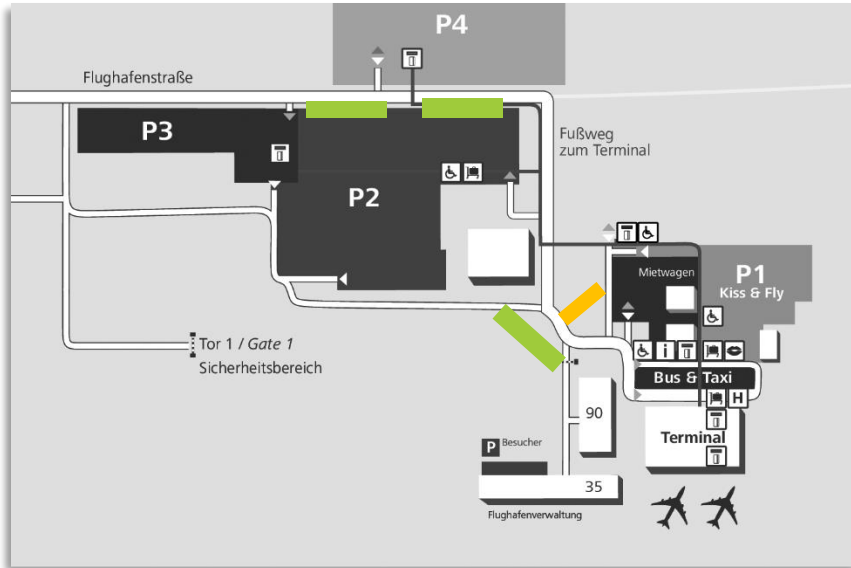 P4
Flughafenstraße
P3
Fußweg
zum Terminal
P2
Mietwagen
P1
Kiss & Fly
Tor 1 / Gate 1
Sicherheitsbereich
i
Bus & Taxi
H
90
Terminal
P Besucher
35
Flughafenverwaltung